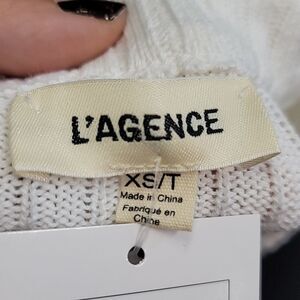 L'AGENCE
XS/T
Made in China
Fabriqué en
Chine